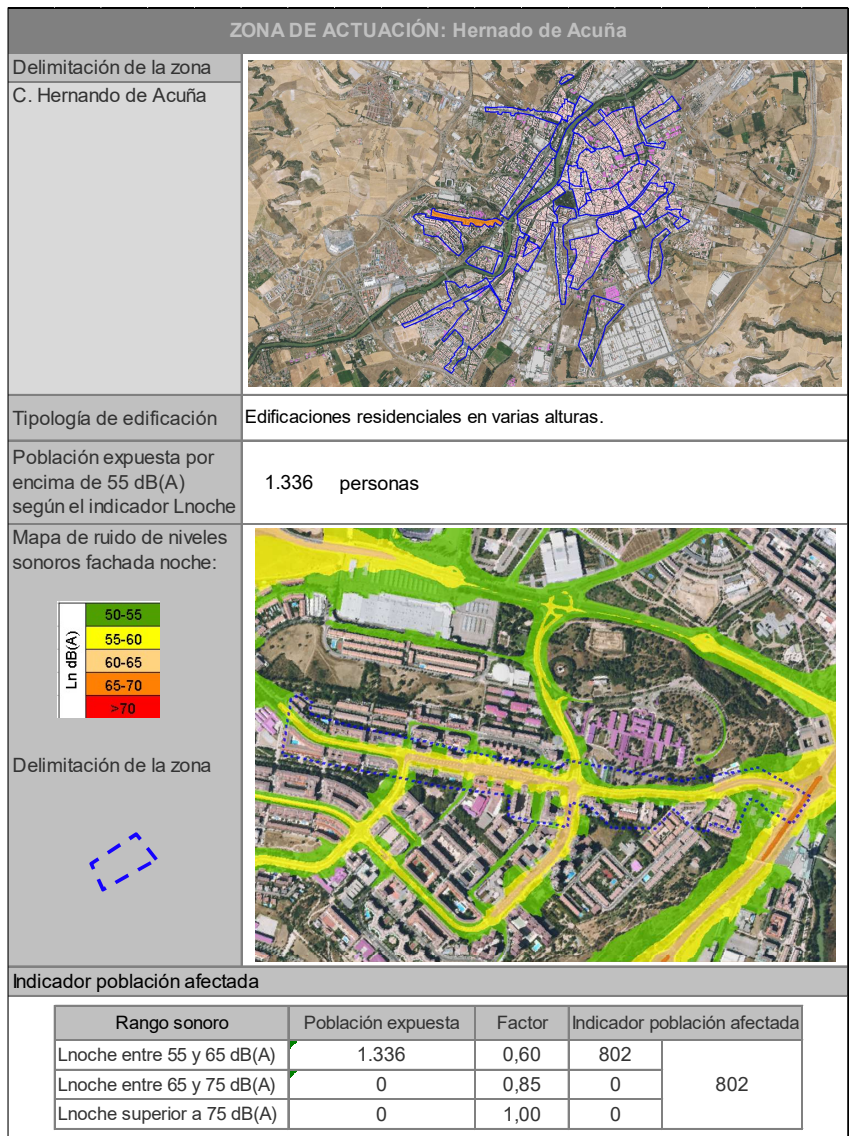 ZONA DE ACTUACIÓN: Hernado de Acuña
Delimitación de la zona
C. Hernando de Acuña
Tipología de edificación
Edificaciones residenciales en varias alturas.
Población expuesta por
encima de 55 dB(A)
según el indicador Lnoche
1.336 personas
Mapa de ruido de niveles
sonoros fachada noche:
Ln dB(A)
50-55
55-60
60-65
65-70
>70
Delimitación de la zona
Indicador población afectada
Rango sonoro Población expuesta Factor Indicador población afectada
Lnoche entre 55 y 65 dB(A) 1.336 0,60 802
Lnoche entre 65 y 75 dB(A) 0 0,85 0 802
Lnoche superior a 75 dB(A) 0 1,00 0